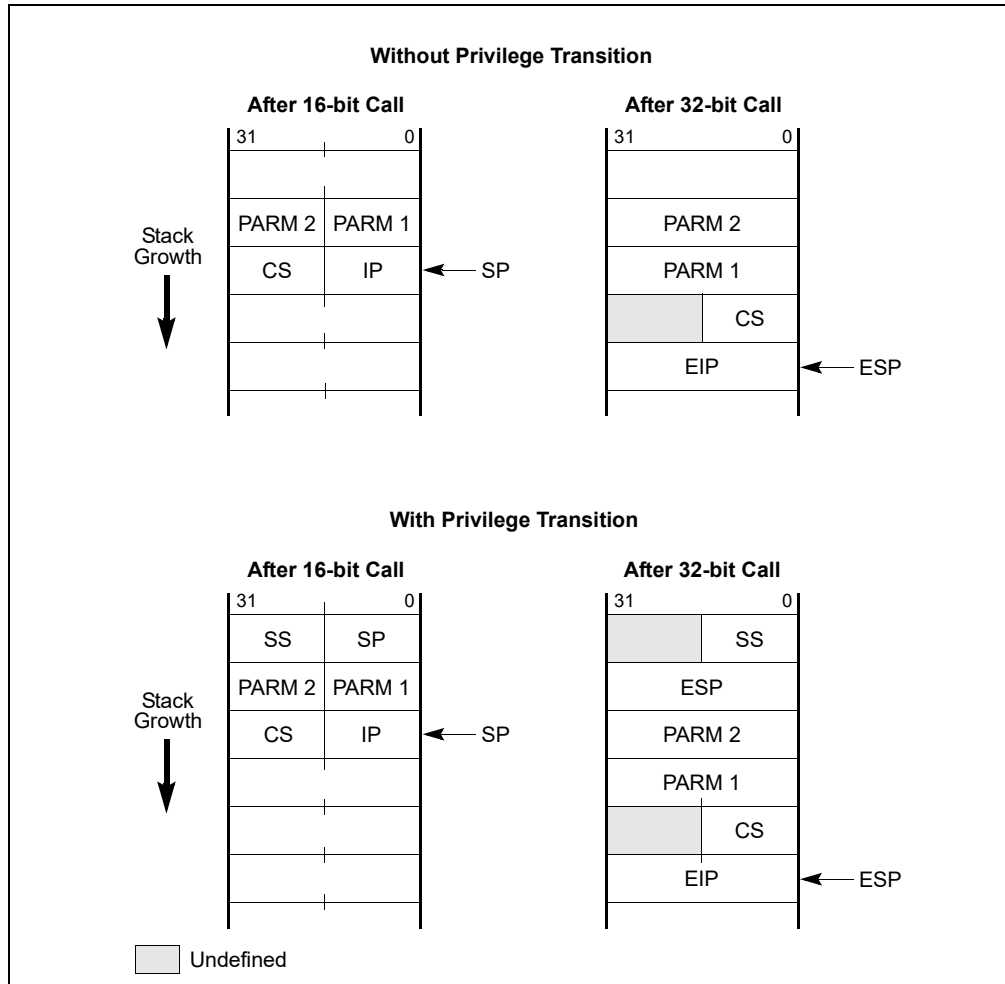 Without Privilege Transition
After 16-bit Call
After 32-bit Call
31 0
31 0
PARM 2 PARM 1
PARM 2
Stack
Growth
CS IP
SP
PARM 1
CS
EIP
ESP
With Privilege Transition
After 16-bit Call
After 32-bit Call
31 0
31 0
SS SP
SS
PARM 2 PARM 1
ESP
Stack
Growth
CS IP
SP
PARM 2
PARM 1
CS
EIP
ESP
Undefined